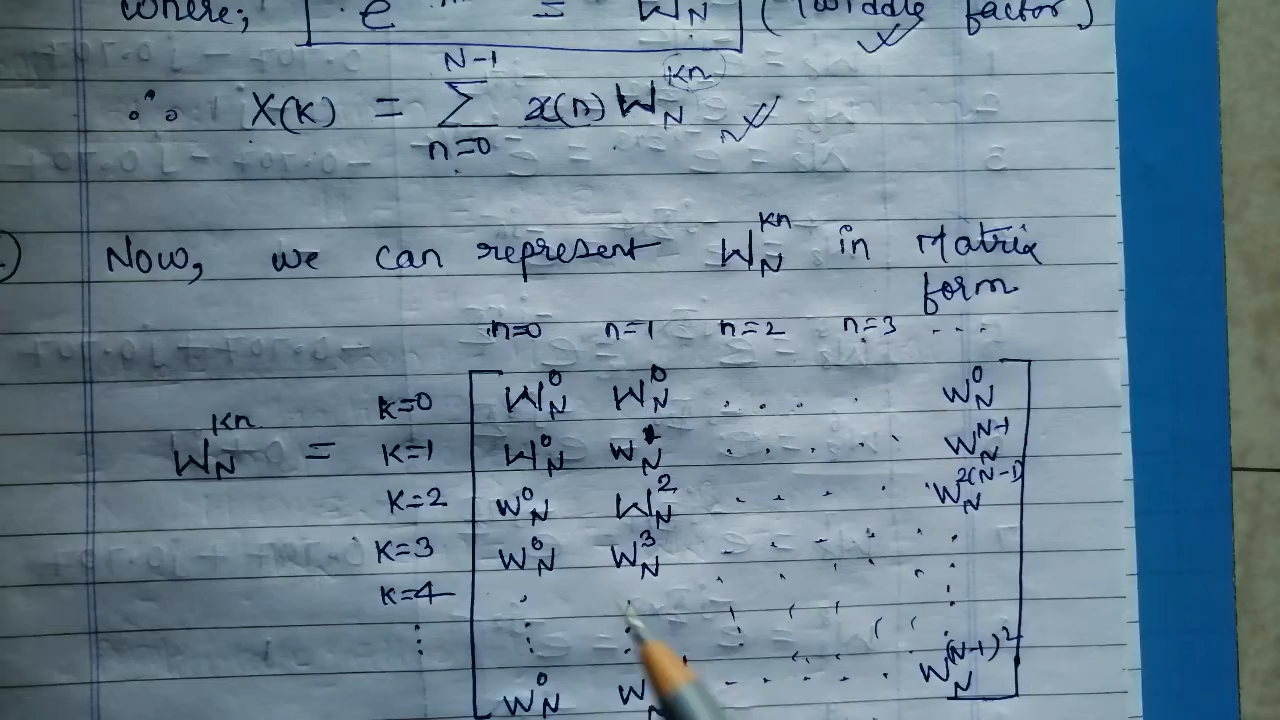 where; e = W_N (Twiddle factor)
∴ X(k) = Σ_{n=0}^{N-1} x(n) W_N^{kn}
Now, we can represent W_N^{kn} in Matrix
form
n=0 n=1 n=2 n=3 ...
k=0 W_N^0 W_N^0 .... W_N^0
W_N^{kn} = k=1 W_N^0 W_N^1 .... W_N^{N-1}
k=2 W_N^0 W_N^2 .... W_N^{2(N-1)}
k=3 W_N^0 W_N^3 ....
k=4
W_N^0 W_N .... W_N^{(N-1)^2}